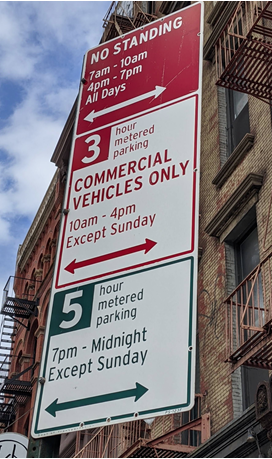 NO STANDING
7am - 10am
4pm - 7pm
All Days
3 hour
metered
parking
COMMERCIAL
VEHICLES ONLY
10am - 4pm
Except Sunday
5 hour
metered
parking
7pm - Midnight
Except Sunday